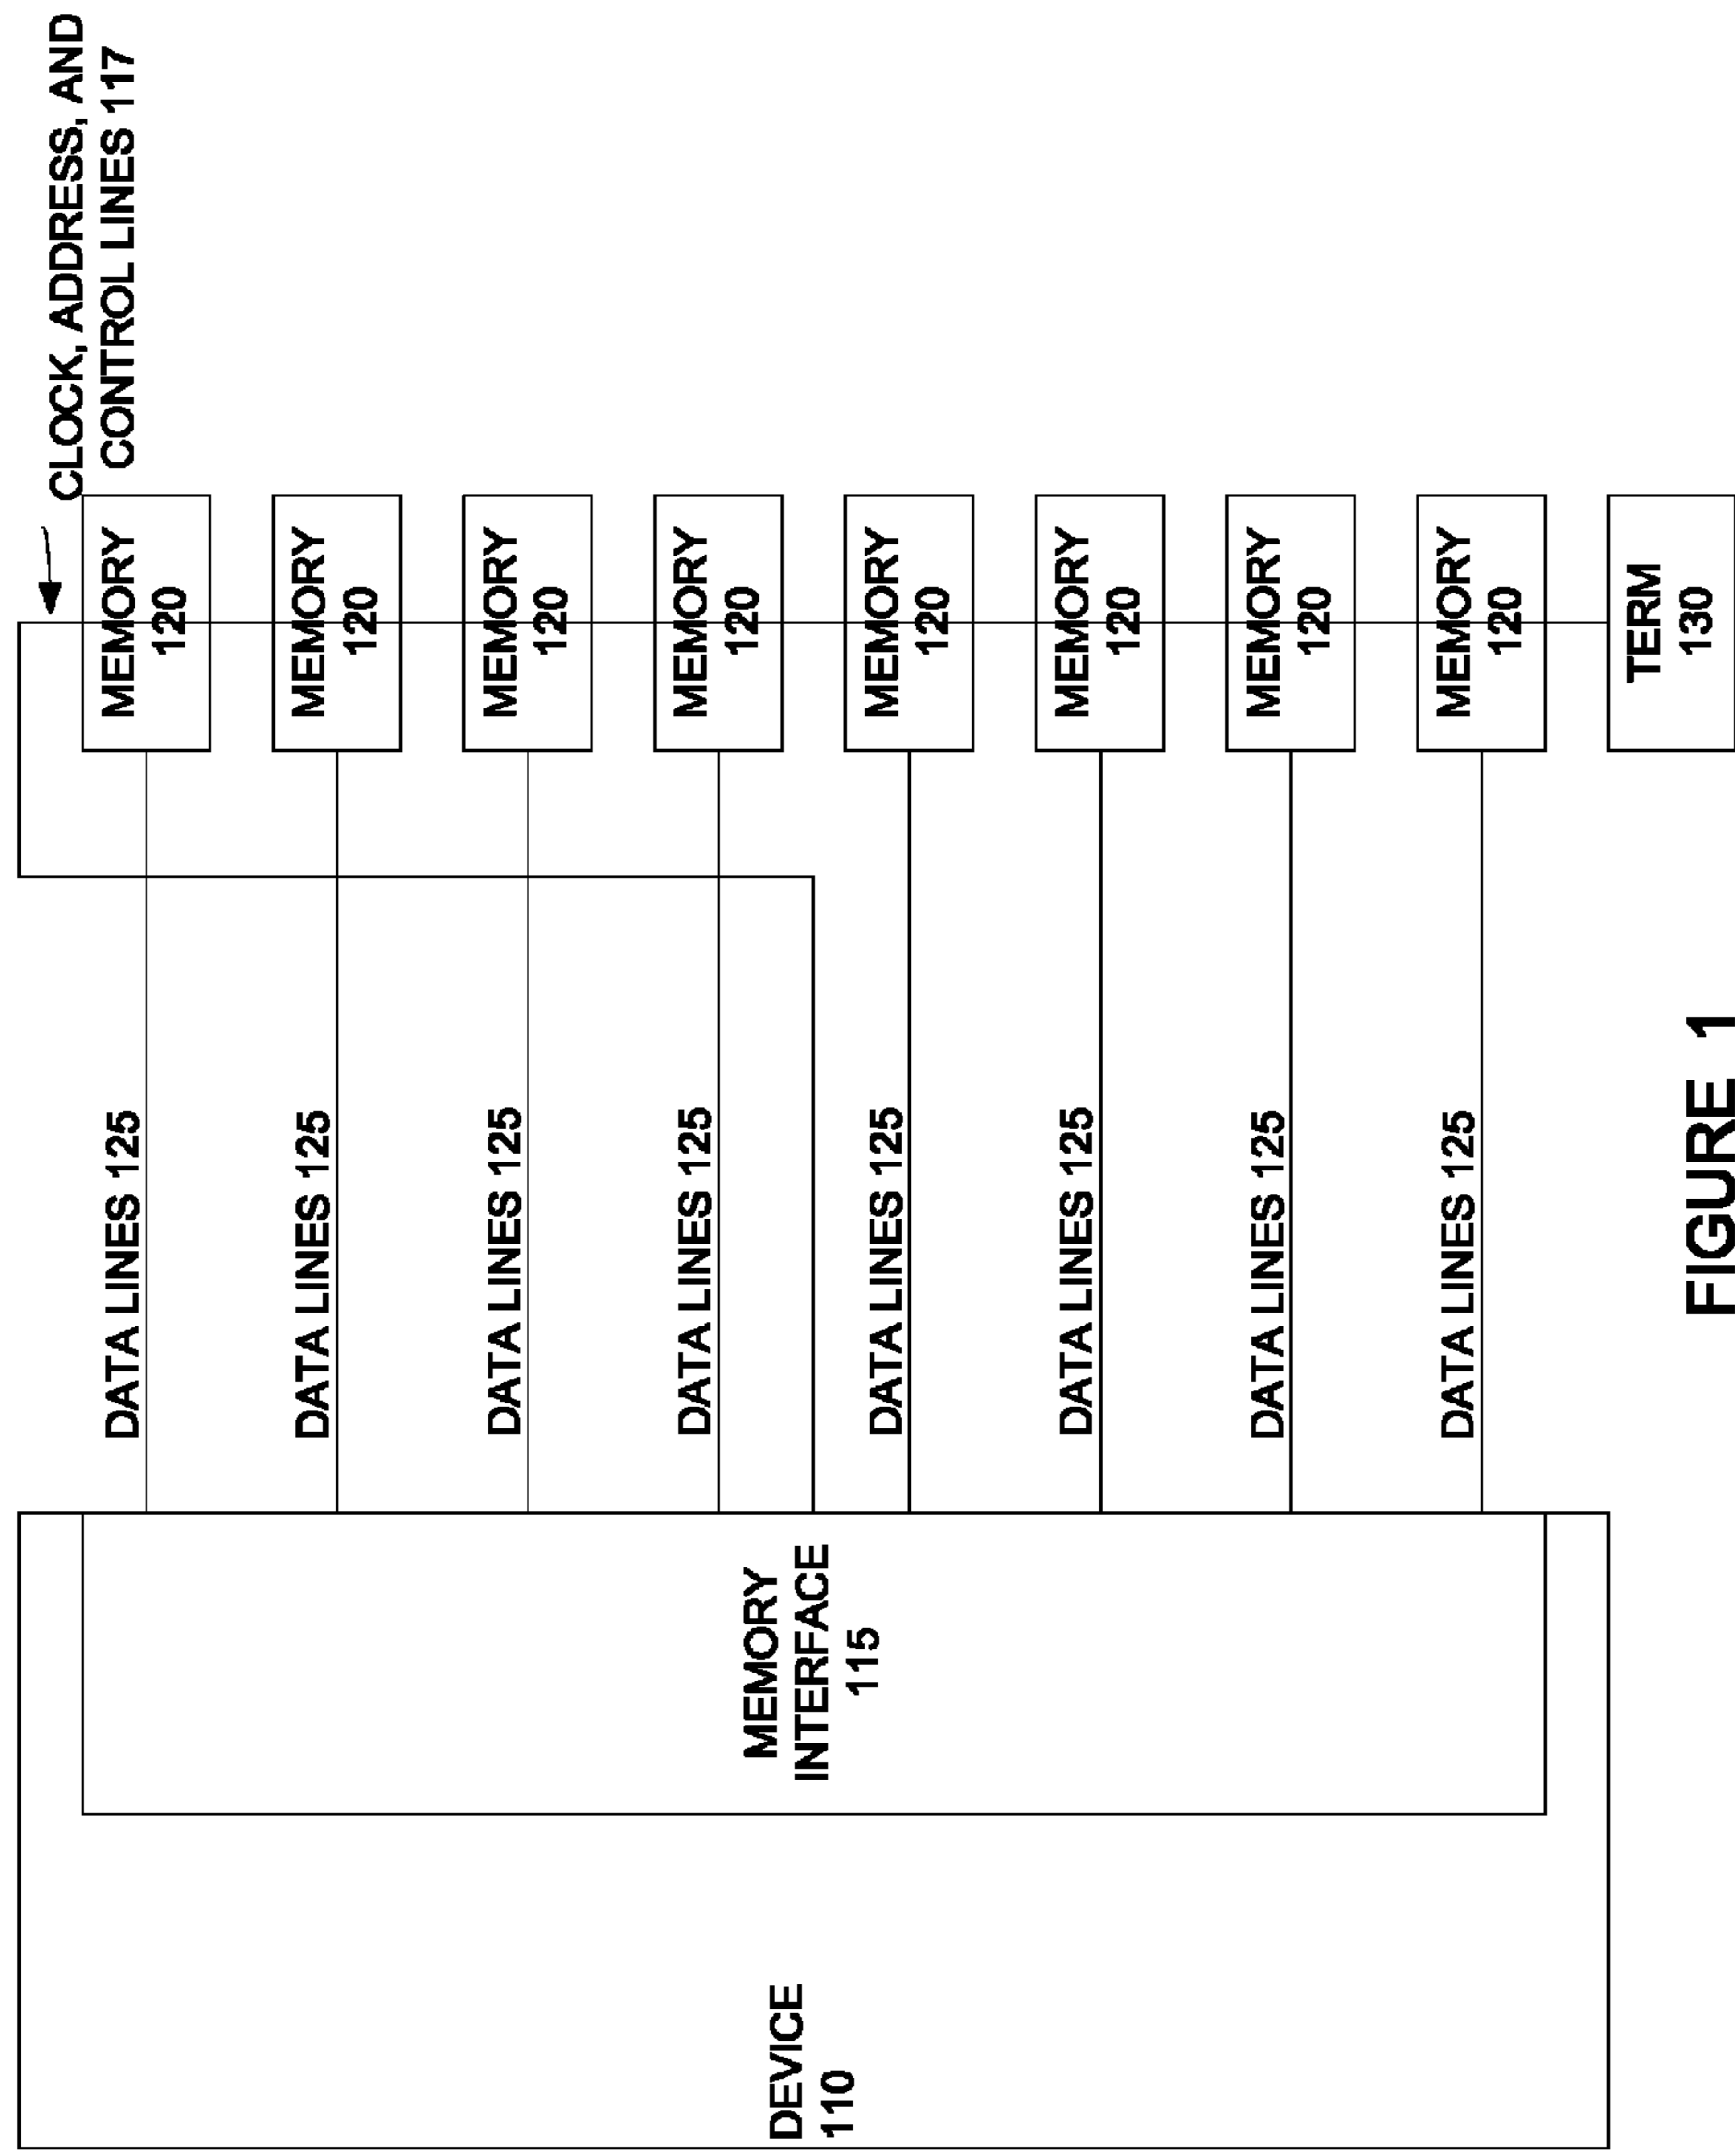 CLOCK, ADDRESS, AND
CONTROL LINES 117
DEVICE
110
MEMORY
INTERFACE
115
DATA LINES 125
MEMORY
120
DATA LINES 125
MEMORY
120
DATA LINES 125
MEMORY
120
DATA LINES 125
MEMORY
120
DATA LINES 125
MEMORY
120
DATA LINES 125
MEMORY
120
DATA LINES 125
MEMORY
120
DATA LINES 125
MEMORY
120
TERM
130
FIGURE 1